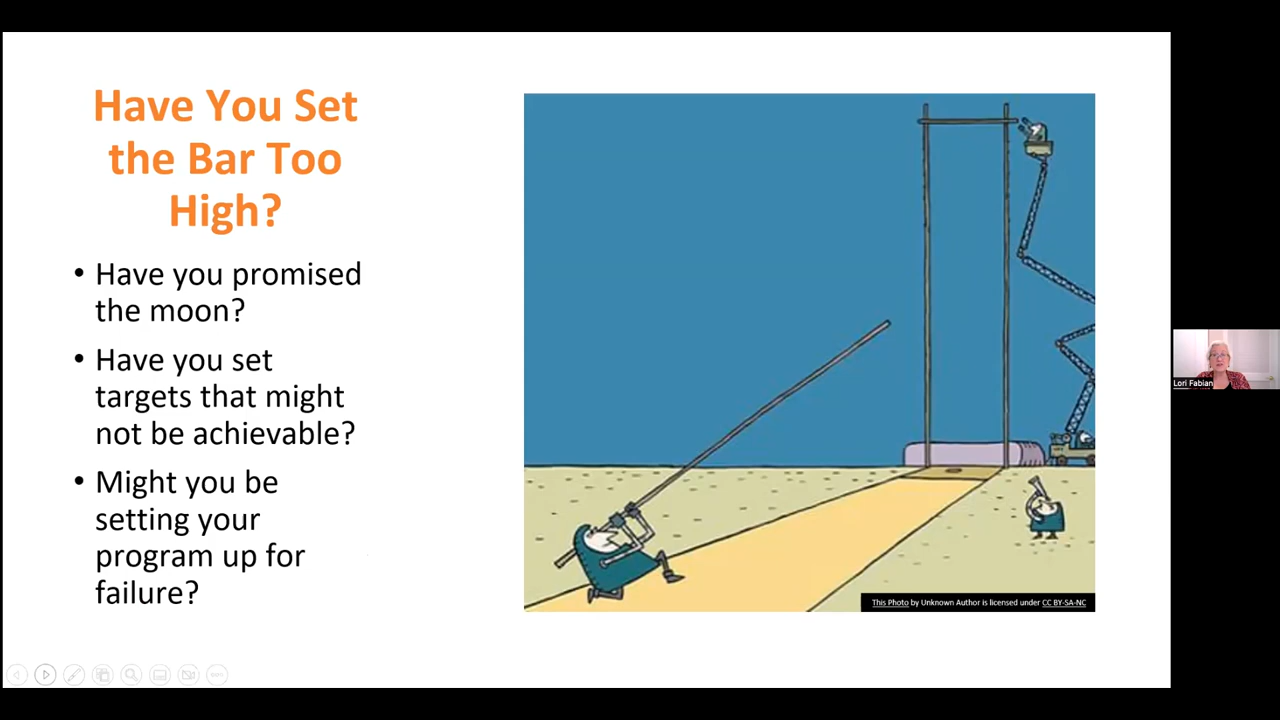 Have You Set
the Bar Too
High?
• Have you promised
the moon?
• Have you set
targets that might
not be achievable?
• Might you be
setting your
program up for
failure?
This Photo by Unknown Author is licensed under CC BY-SA-NC
Lori Fabian